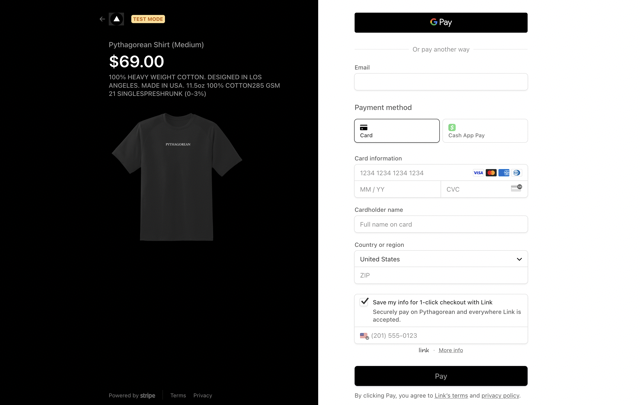 TEST MODE
Pythagorean Shirt (Medium)
$69.00
100% HEAVY WEIGHT COTTON. DESIGNED IN LOS
ANGELES. MADE IN USA, 11.5oz 100% COTTON285 GSM
21 SINGLESPRESHRUNK (0-3%)
PYTHAGOREAN
Powered by stripe
Terms
Privacy
G Pay
Or pay another way
Email
Payment method
Card
Cash App Pay
Card information
1234 1234 1234 1234
VISA
MM / YY
CVC
Cardholder name
Full name on card
Country or region
United States
ZIP
Save my info for 1-click checkout with Link
Securely pay on Pythagorean and everywhere Link is
accepted.
(201) 555-0123
link
More info
Pay
By clicking Pay, you agree to Link's terms and privacy policy.